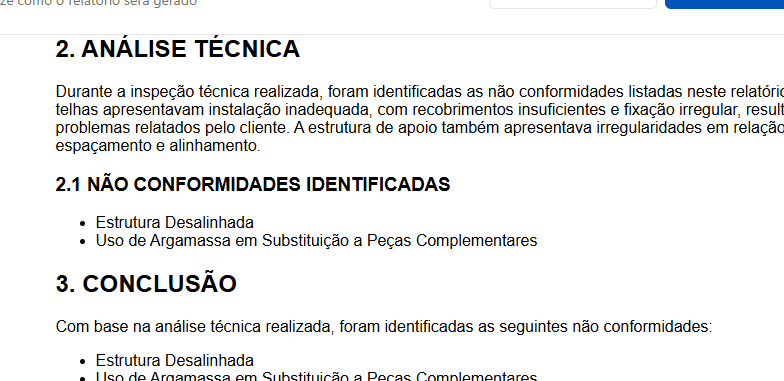 ze como o relatório será gerado
2. ANÁLISE TÉCNICA
Durante a inspeção técnica realizada, foram identificadas as não conformidades listadas neste relatóri
telhas apresentavam instalação inadequada, com recobrimentos insuficientes e fixação irregular, result
problemas relatados pelo cliente. A estrutura de apoio também apresentava irregularidades em relação
espaçamento e alinhamento.
2.1 NÃO CONFORMIDADES IDENTIFICADAS
• Estrutura Desalinhada
• Uso de Argamassa em Substituição a Peças Complementares
3. CONCLUSÃO
Com base na análise técnica realizada, foram identificadas as seguintes não conformidades:
• Estrutura Desalinhada
• Uso de Argamassa em Substituição a Peças Complementares